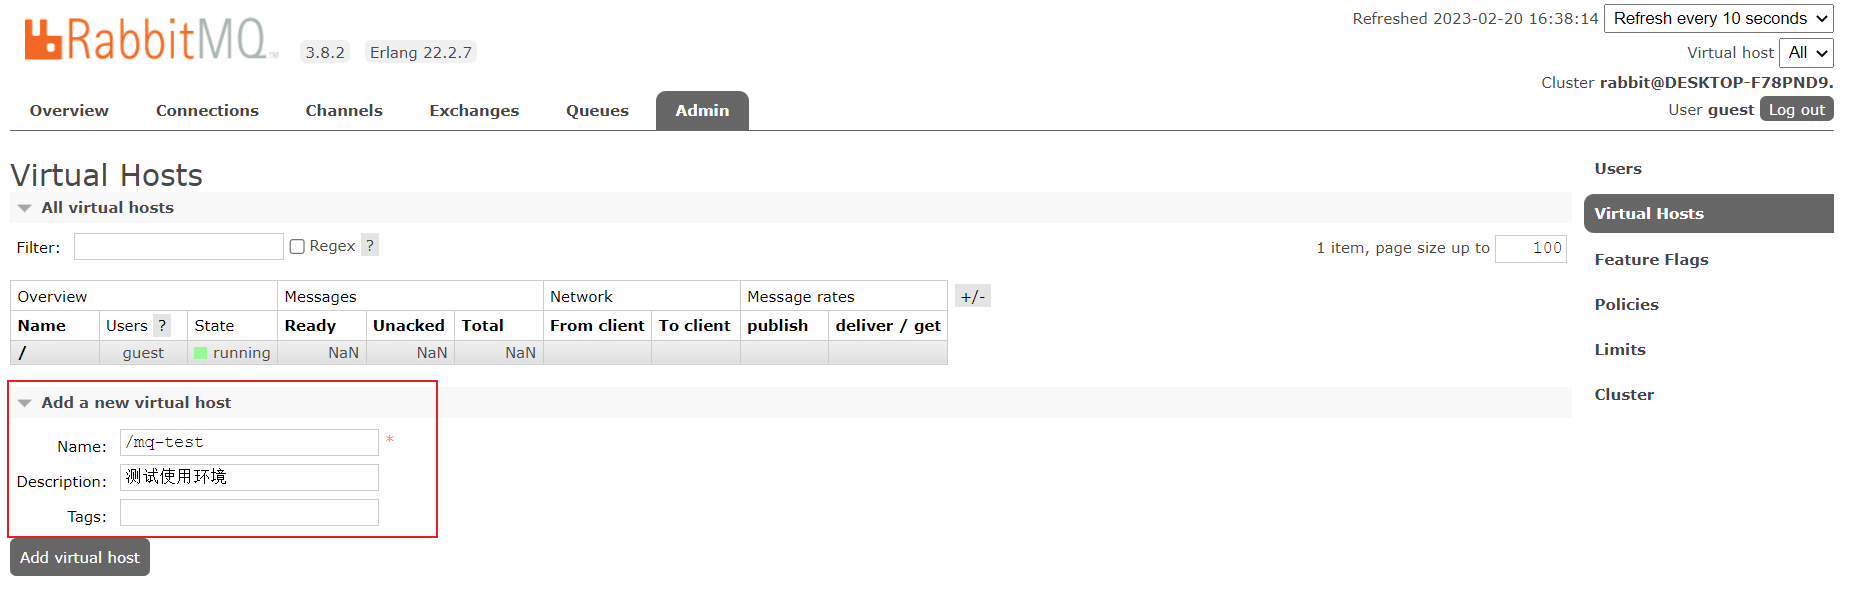 RabbitMQ™ 3.8.2 Erlang 22.2.7
Refreshed 2023-02-20 16:38:14 Refresh every 10 seconds
Virtual host All
Cluster rabbit@DESKTOP-F78PND9.
User guest Log out
Overview Connections Channels Exchanges Queues Admin
Virtual Hosts
All virtual hosts
Filter: Regex ? 1 item, page size up to 100
Overview Messages Network Message rates +/-
Name Users ? State Ready Unacked Total From client To client publish deliver / get
/ guest running NaN NaN NaN
Add a new virtual host
Name: /mq-test *
Description: 测试使用环境
Tags:
Add virtual host
Users
Virtual Hosts
Feature Flags
Policies
Limits
Cluster